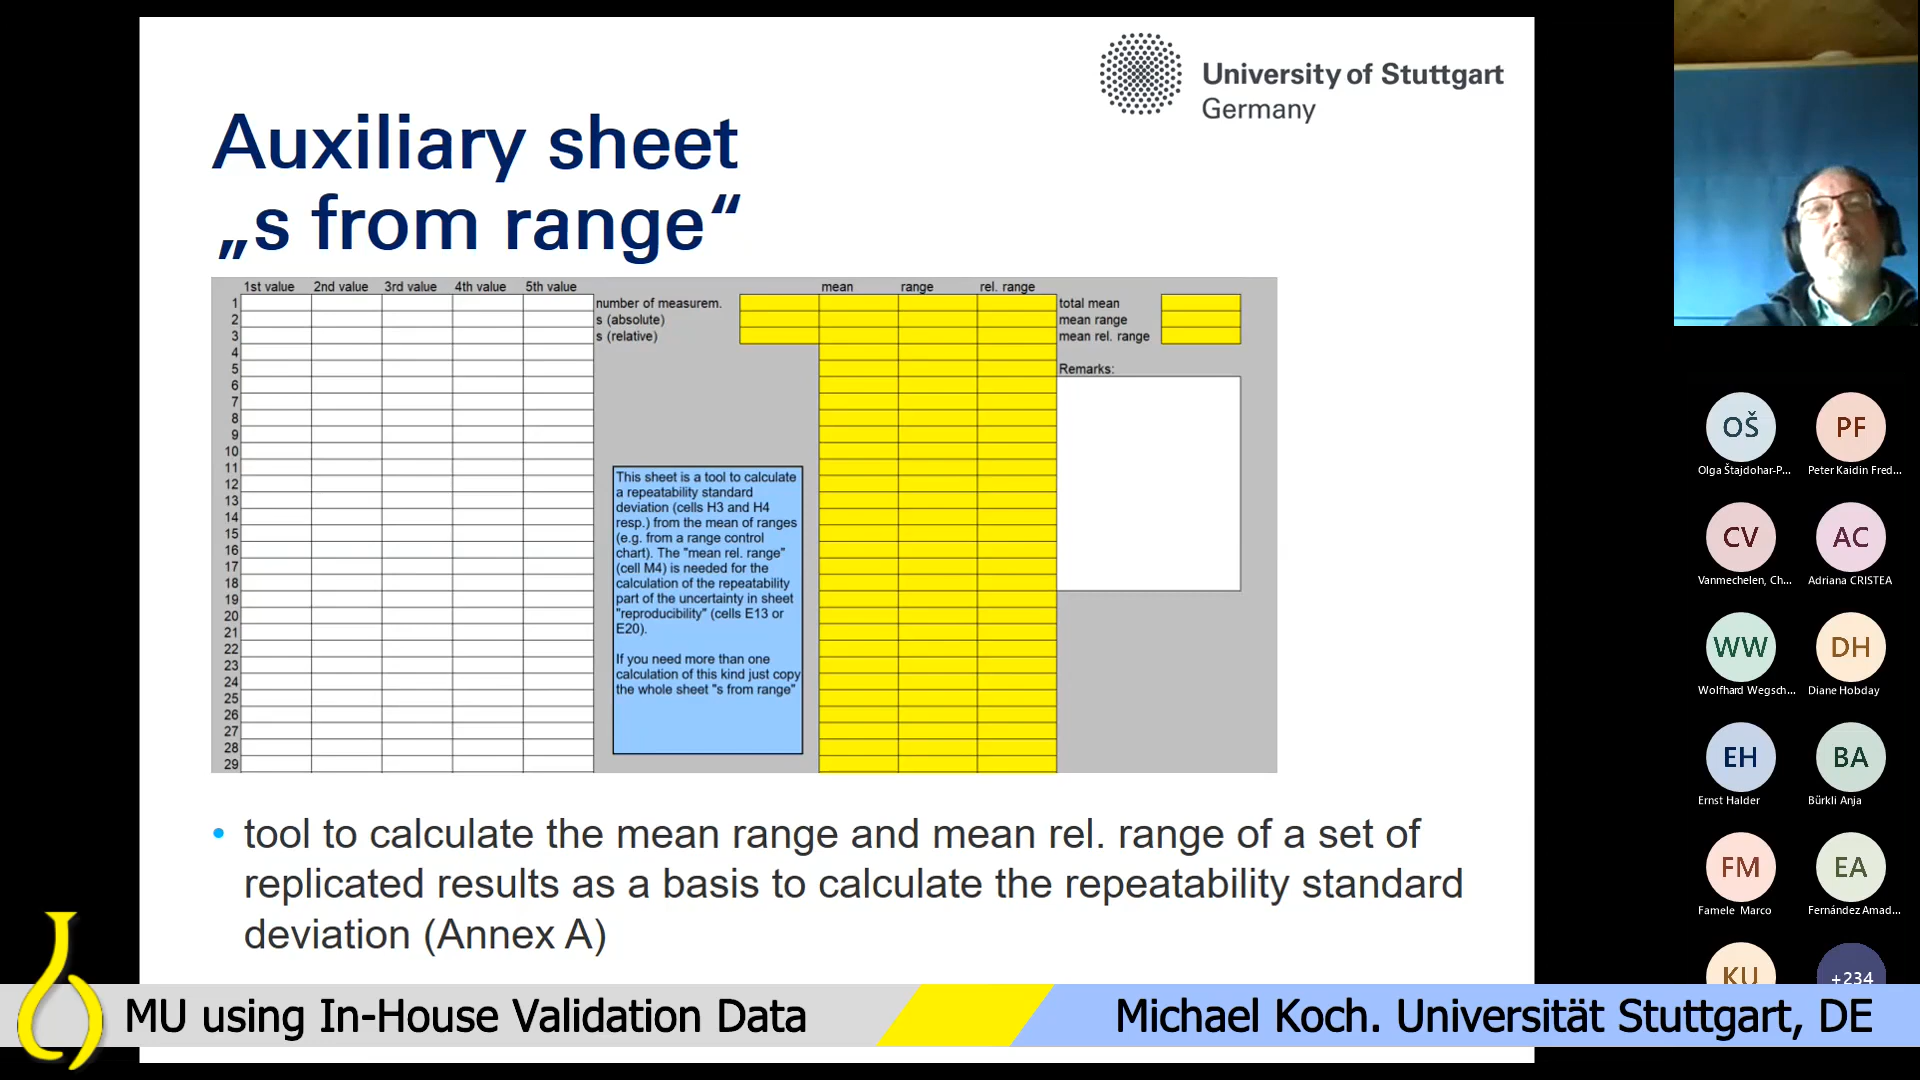 University of Stuttgart
Germany
Auxiliary sheet
„s from range“
1st value 2nd value 3rd value 4th value 5th value mean range rel. range
1 number of measurem. total mean
2 s (absolute) mean range
3 s (relative) mean rel. range
4
5 Remarks:
6
7
8
9
10
11
12
13
14
15
16
17
18
19
20
21
22
23
24
25
26
27
28
29
This sheet is a tool to calculate
a repeatability standard
deviation (cells H3 and H4
resp.) from the mean of ranges
(e.g. from a range control
chart). The "mean rel. range"
(cell M4) is needed for the
calculation of the repeatability
part of the uncertainty in sheet
"reproducibility" (cells E13 or
E20).
If you need more than one
calculation of this kind just copy
the whole sheet "s from range"
• tool to calculate the mean range and mean rel. range of a set of
replicated results as a basis to calculate the repeatability standard
deviation (Annex A)
OŠ PF
Olga Štajdohar-P... Peter Kaidin Fred...
CV AC
Vanmechelen, Ch... Adriana CRISTEA
WW DH
Wolfhard Wegsch... Diane Hobday
EH BA
Ernst Halder Bürkli Anja
FM EA
Famele Marco Fernández Amad...
KU +234
MU using In-House Validation Data
Michael Koch. Universität Stuttgart, DE